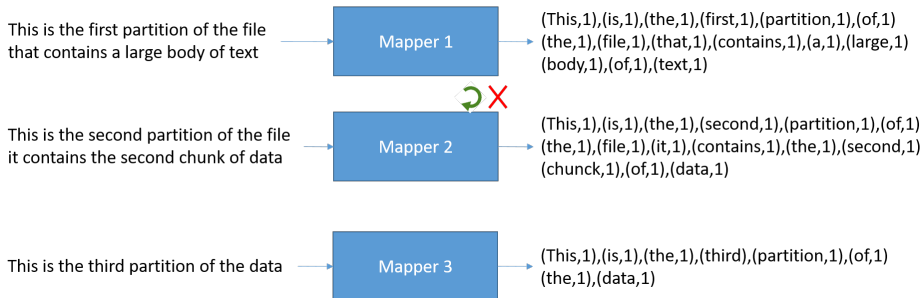 This is the first partition of the file
that contains a large body of text
Mapper 1
(This,1),(is,1),(the,1),(first,1),(partition,1),(of,1)
(the,1),(file,1),(that,1),(contains,1),(a,1),(large,1)
(body,1),(of,1),(text,1)
This is the second partition of the file
it contains the second chunk of data
Mapper 2
(This,1),(is,1),(the,1),(second,1),(partition,1),(of,1)
(the,1),(file,1),(it,1),(contains,1),(the,1),(second,1)
(chunck,1),(of,1),(data,1)
This is the third partition of the data
Mapper 3
(This,1),(is,1),(the,1),(third),(partition,1),(of,1)
(the,1),(data,1)